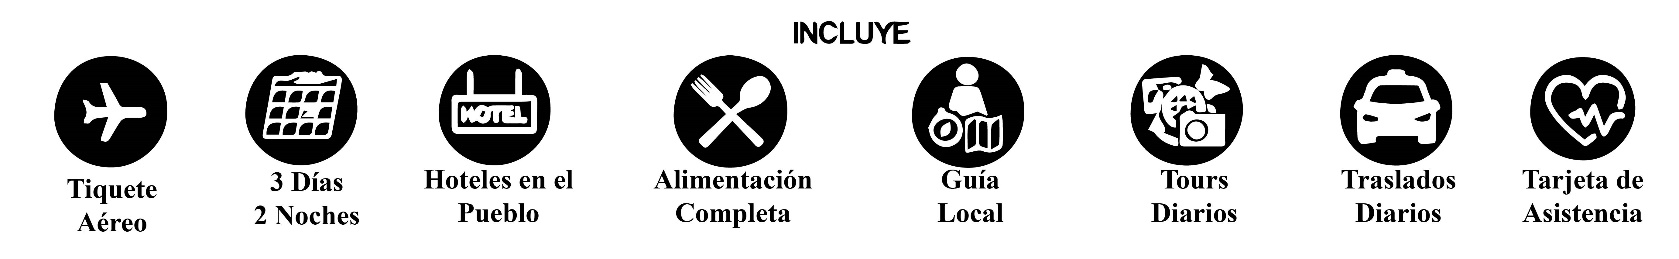 INCLUYE
HOTEL
Tiquete
Aéreo
3 Días
2 Noches
Hoteles en el
Pueblo
Alimentación
Completa
Guía
Local
Tours
Diarios
Traslados
Diarios
Tarjeta de
Asistencia